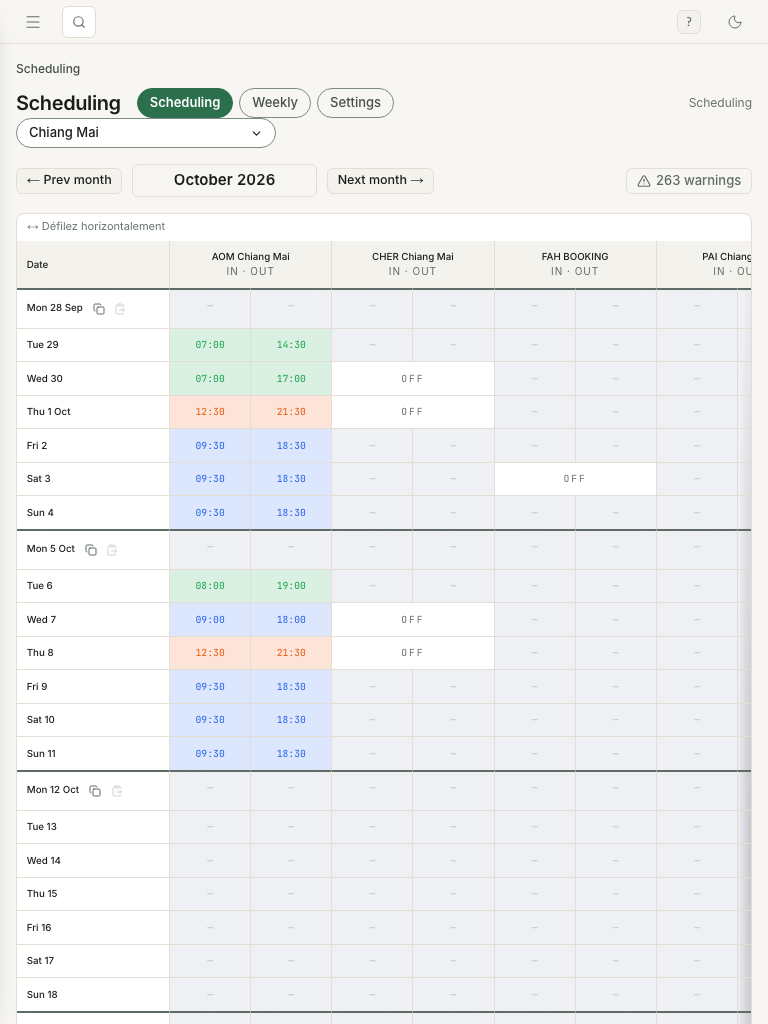 ?
Scheduling
Scheduling Scheduling Weekly Settings Scheduling
Chiang Mai
← Prev month October 2026 Next month → 263 warnings
↔ Défilez horizontalement
Date AOM Chiang Mai CHER Chiang Mai FAH BOOKING PAI Chiang
IN · OUT IN · OUT IN · OUT IN · OU
Mon 28 Sep – – – – – – –
Tue 29 07:00 14:30 – – – – –
Wed 30 07:00 17:00 OFF – – –
Thu 1 Oct 12:30 21:30 OFF – – –
Fri 2 09:30 18:30 – – – – –
Sat 3 09:30 18:30 – – OFF –
Sun 4 09:30 18:30 – – – – –
Mon 5 Oct – – – – – – –
Tue 6 08:00 19:00 – – – – –
Wed 7 09:00 18:00 OFF – – –
Thu 8 12:30 21:30 OFF – – –
Fri 9 09:30 18:30 – – – – –
Sat 10 09:30 18:30 – – – – –
Sun 11 09:30 18:30 – – – – –
Mon 12 Oct – – – – – – –
Tue 13 – – – – – – –
Wed 14 – – – – – – –
Thu 15 – – – – – – –
Fri 16 – – – – – – –
Sat 17 – – – – – – –
Sun 18 – – – – – – –